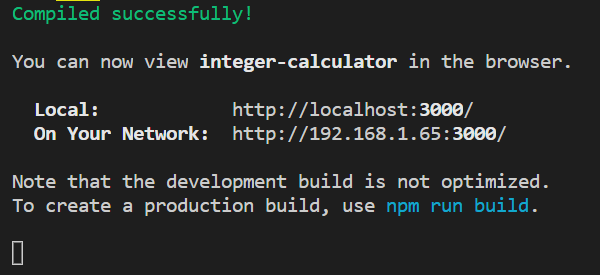 Compiled successfully!
You can now view integer-calculator in the browser.
Local: http://localhost:3000/
On Your Network: http://192.168.1.65:3000/
Note that the development build is not optimized.
To create a production build, use npm run build.